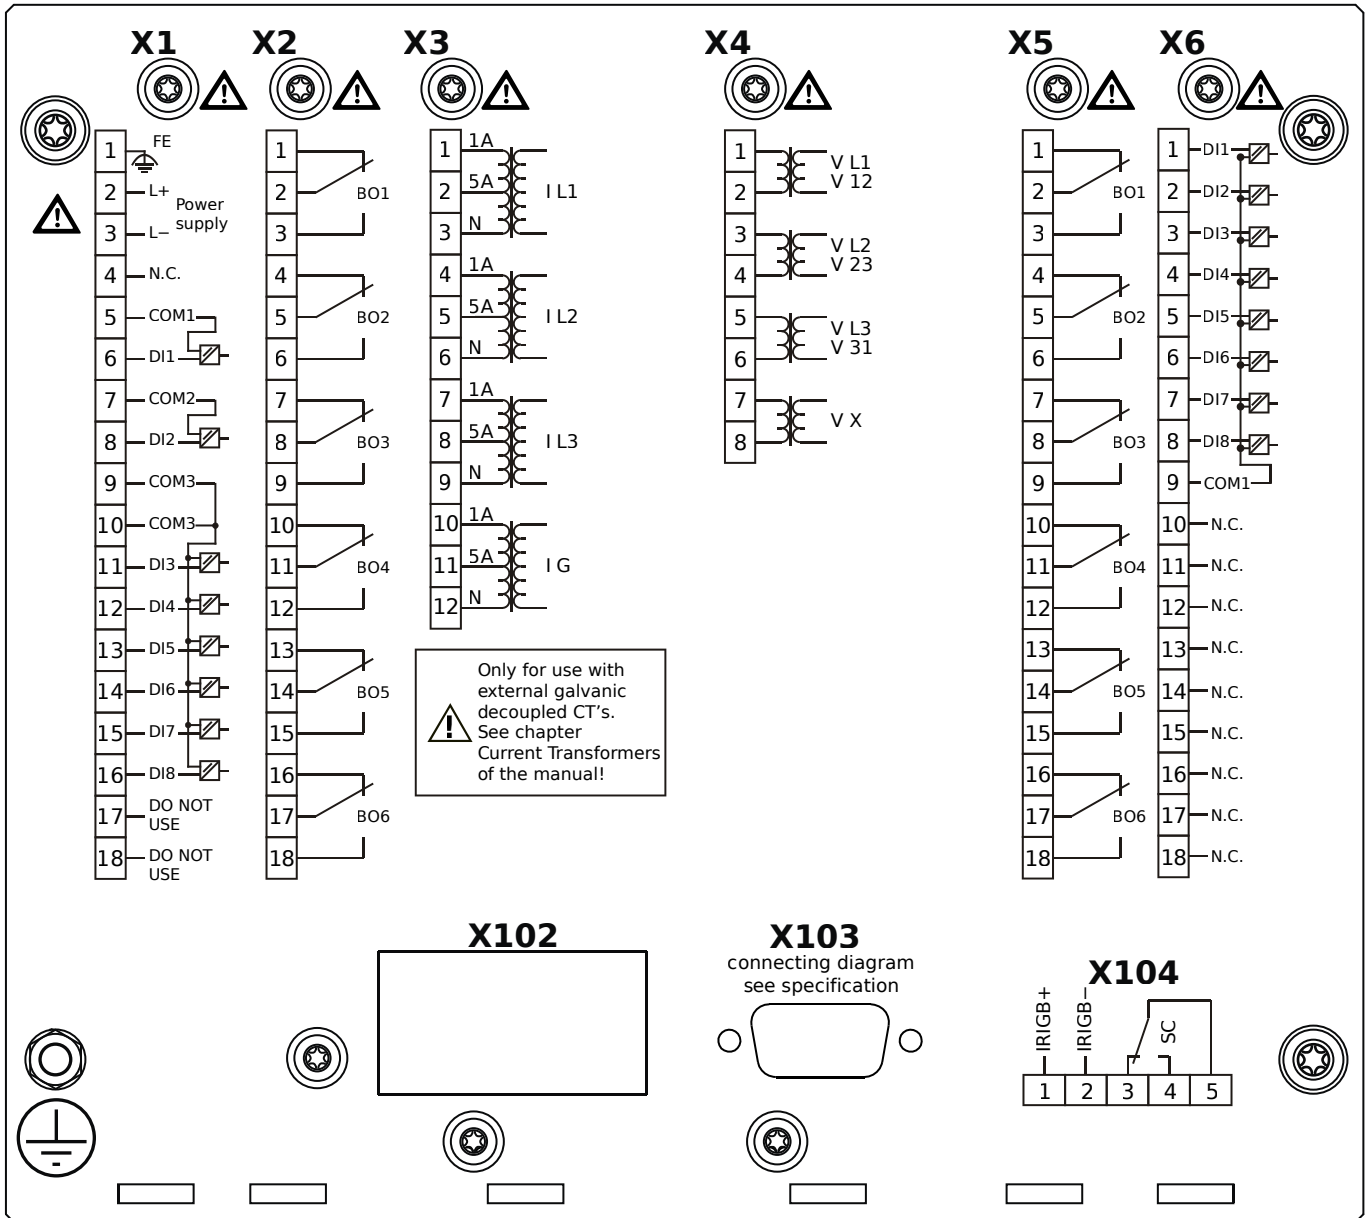 X1
X2
X3
X4
X5
X6
1
FE
2
L+
Power
supply
3
L−
4
N.C.
5
COM1
6
DI1
7
COM2
8
DI2
9
COM3
10
COM3
11
DI3
12
DI4
13
DI5
14
DI6
15
DI7
16
DI8
17
DO NOT
USE
18
DO NOT
USE
1
2
BO1
3
4
5
BO2
6
7
8
BO3
9
10
11
BO4
12
13
14
BO5
15
16
17
BO6
18
1
1A
2
5A
I L1
3
N
4
1A
5
5A
I L2
6
N
7
1A
8
5A
I L3
9
N
10
1A
11
5A
I G
12
N
Only for use with
external galvanic
decoupled CT's.
See chapter
Current Transformers
of the manual!
1
2
V L1
V 12
3
4
V L2
V 23
5
6
V L3
V 31
7
8
V X
1
2
BO1
3
4
5
BO2
6
7
8
BO3
9
10
11
BO4
12
13
14
BO5
15
16
17
BO6
18
1
DI1
2
DI2
3
DI3
4
DI4
5
DI5
6
DI6
7
DI7
8
DI8
9
COM1
10
N.C.
11
N.C.
12
N.C.
13
N.C.
14
N.C.
15
N.C.
16
N.C.
17
N.C.
18
N.C.
X102
X103
connecting diagram
see specification
X104
IRIGB+
IRIGB−
SC
1
2
3
4
5